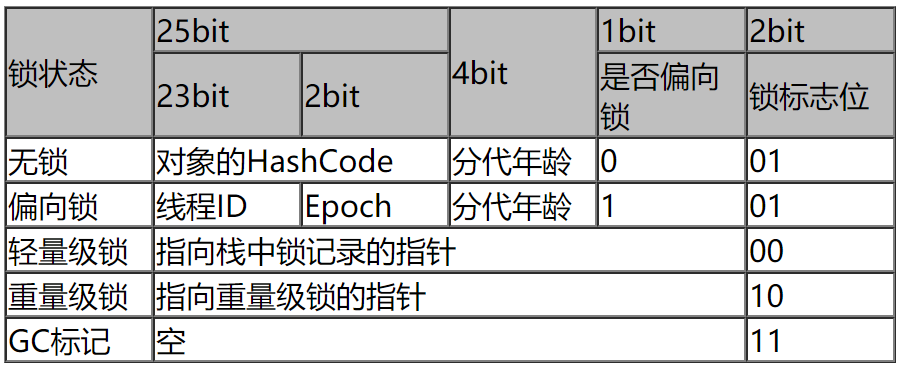 锁状态 25bit 4bit 1bit 2bit
23bit 2bit 是否偏向锁 锁标志位
无锁 对象的HashCode 分代年龄 0 01
偏向锁 线程ID Epoch 分代年龄 1 01
轻量级锁 指向栈中锁记录的指针 00
重量级锁 指向重量级锁的指针 10
GC标记 空 11